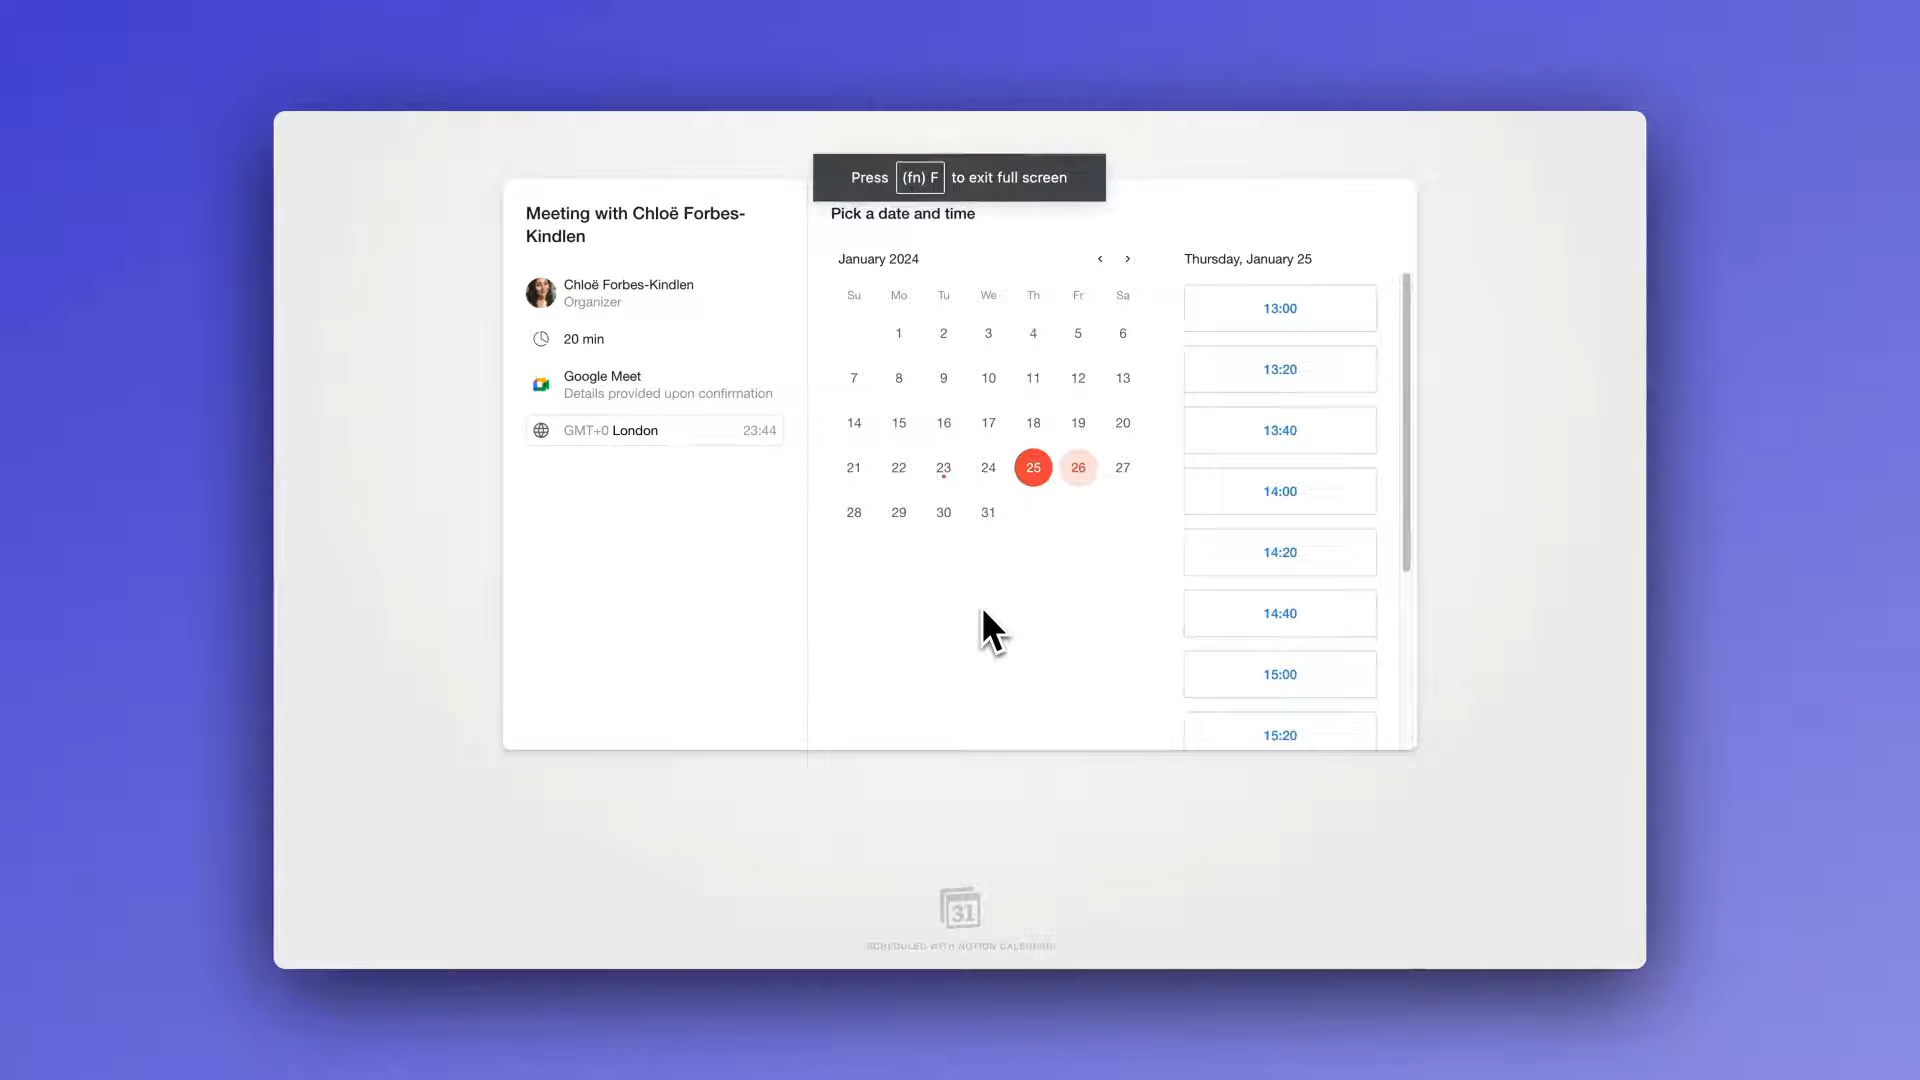 Press (fn) F to exit full screen
Meeting with Chloë Forbes-
Kindlen
Chloë Forbes-Kindlen
Organizer
20 min
Google Meet
Details provided upon confirmation
GMT+0 London 23:44
Pick a date and time
January 2024
Su Mo Tu We Th Fr Sa
1 2 3 4 5 6
7 8 9 10 11 12 13
14 15 16 17 18 19 20
21 22 23 24 25 26 27
28 29 30 31
Thursday, January 25
13:00
13:20
13:40
14:00
14:20
14:40
15:00
15:20
31
SCHEDULED WITH NOTION CALENDAR